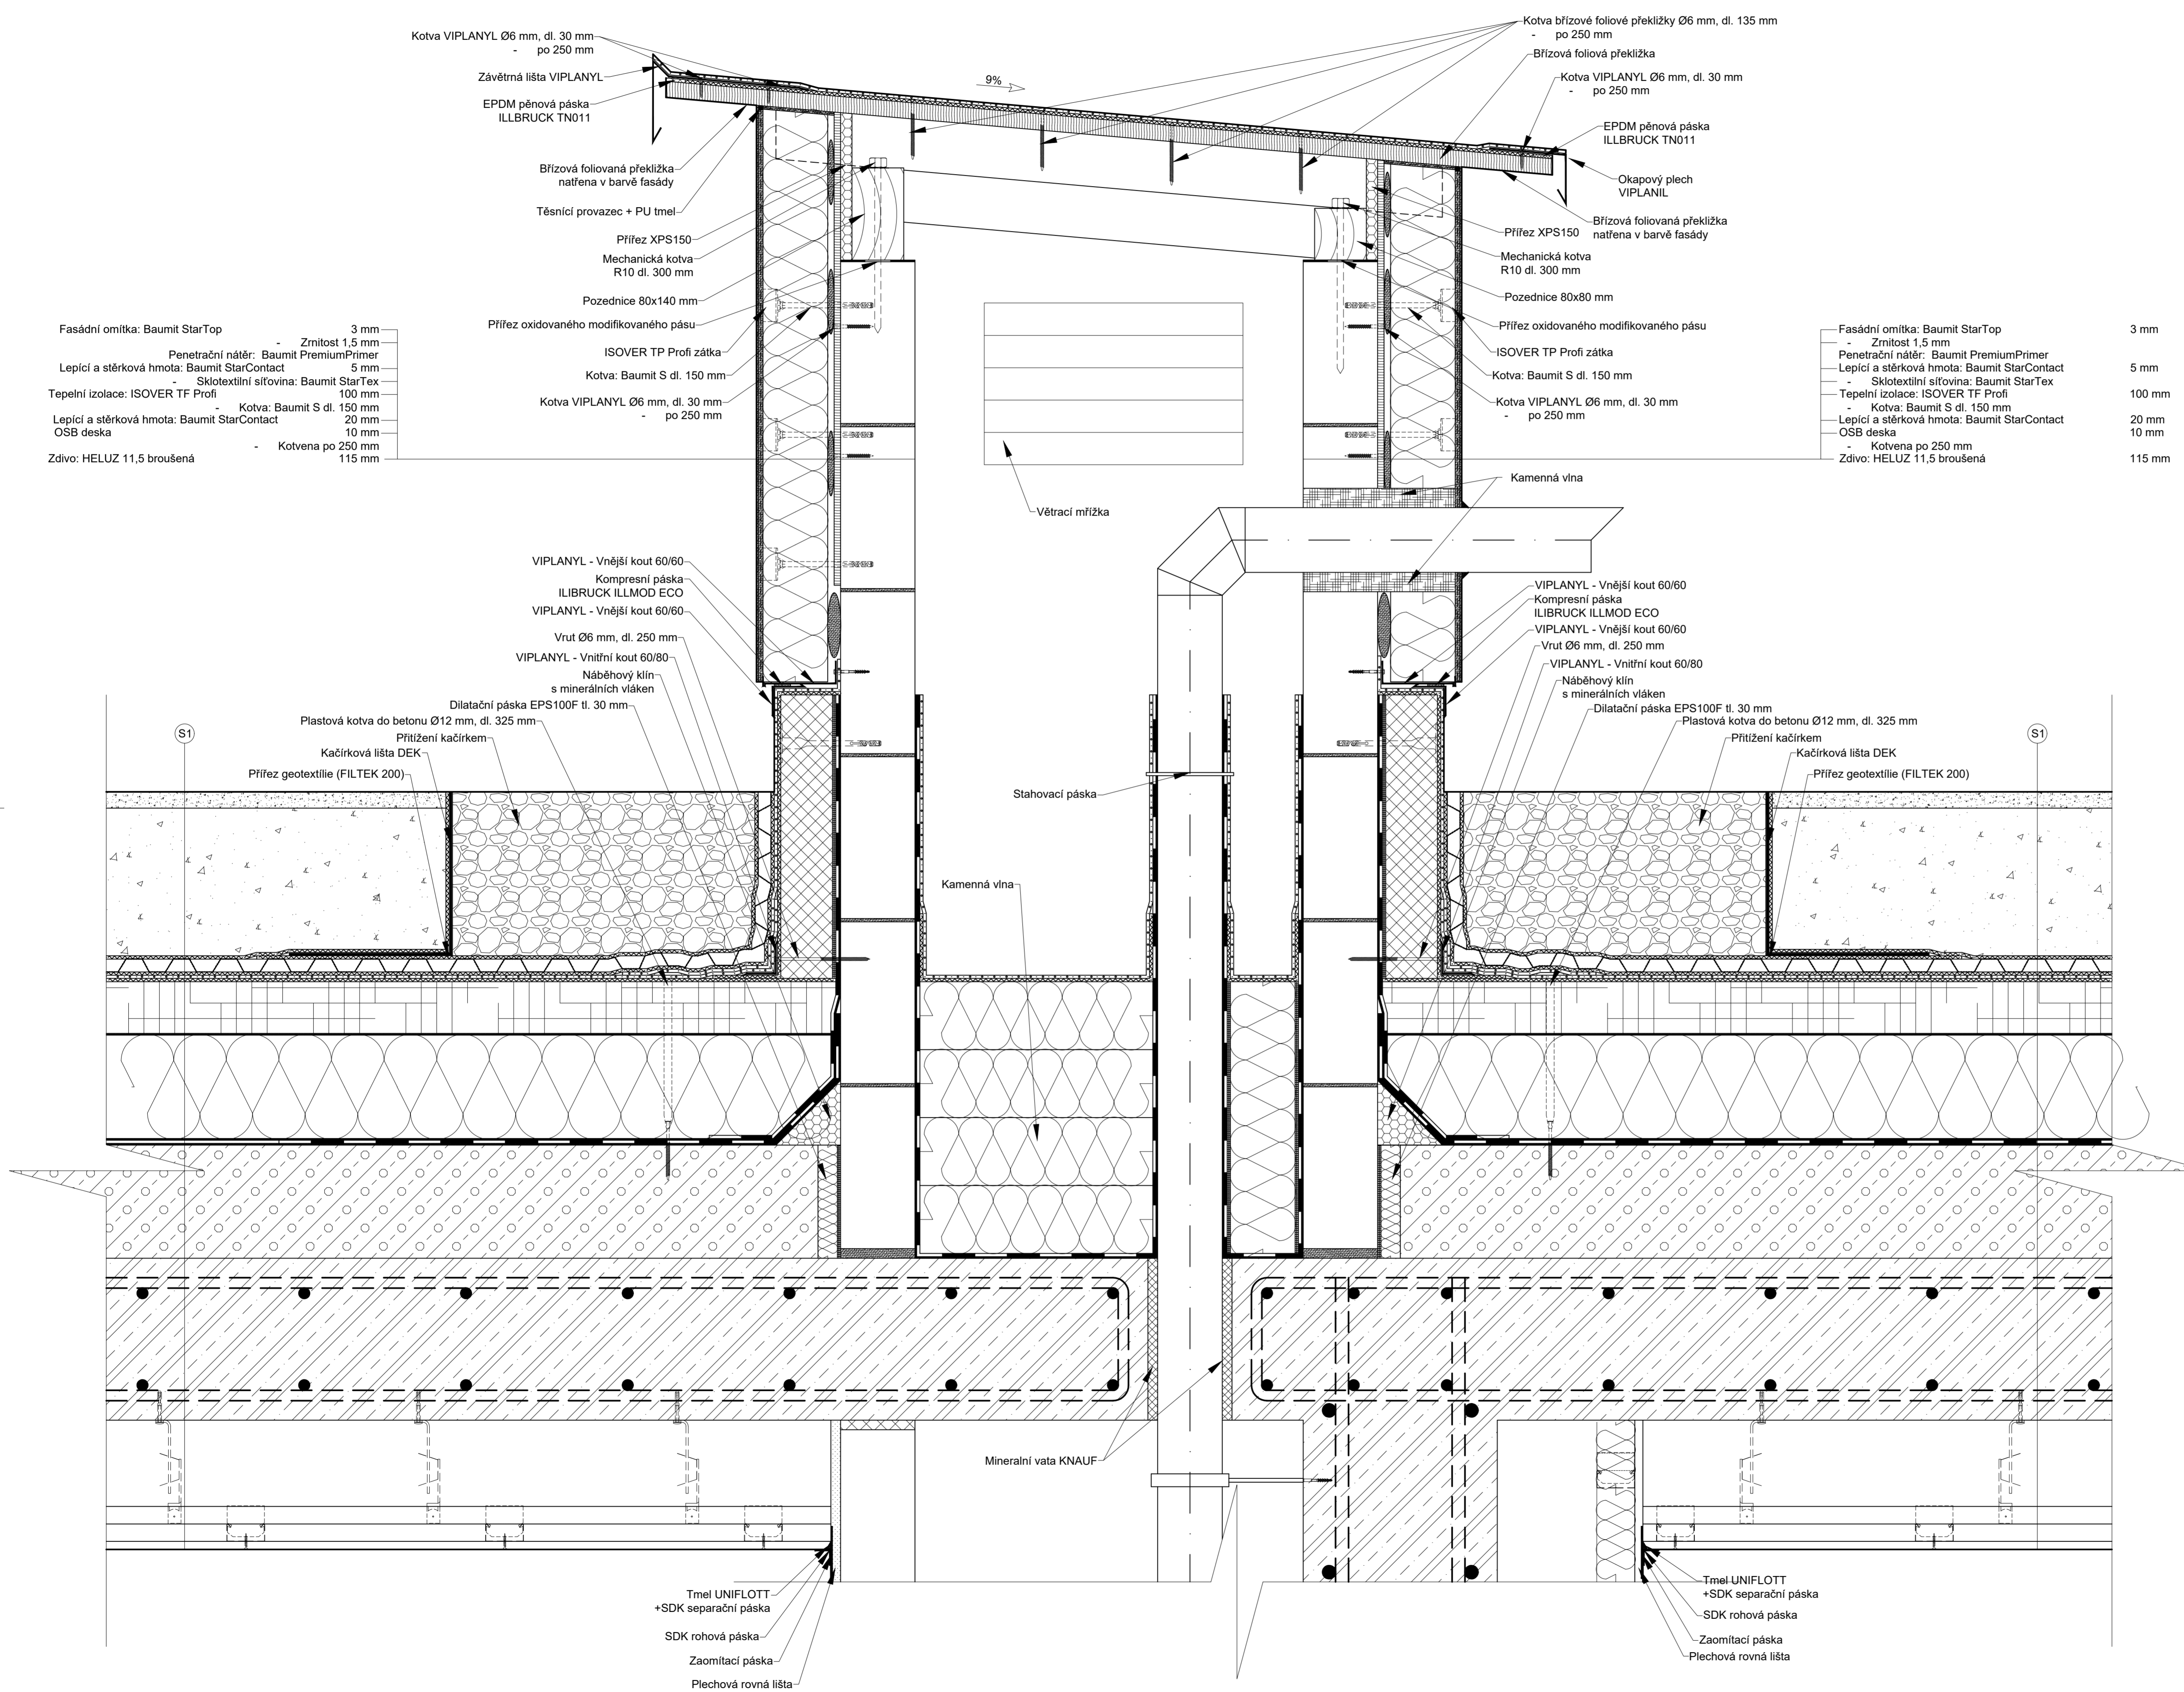 Kotva VIPLANYL Ø6 mm, dl. 30 mm
- po 250 mm
Závětrná lišta VIPLANYL
EPDM pěnová páska
ILLBRUCK TN011
Břízová foliovaná překližka
natřena v barvě fasády
Těsnící provazec + PU tmel
Přířez XPS150
Mechanická kotva
R10 dl. 300 mm
Pozednice 80x140 mm
Přířez oxidovaného modifikovaného pásu
ISOVER TP Profi zátka
Kotva: Baumit S dl. 150 mm
Kotva VIPLANYL Ø6 mm, dl. 30 mm
- po 250 mm
9%
Kotva břízové foliové překližky Ø6 mm, dl. 135 mm
- po 250 mm
Břízová foliová překližka
Kotva VIPLANYL Ø6 mm, dl. 30 mm
- po 250 mm
EPDM pěnová páska
ILLBRUCK TN011
Okapový plech
VIPLANIL
Břízová foliovaná překližka
natřena v barvě fasády
Přířez XPS150
Mechanická kotva
R10 dl. 300 mm
Pozednice 80x80 mm
Přířez oxidovaného modifikovaného pásu
ISOVER TP Profi zátka
Kotva: Baumit S dl. 150 mm
Kotva VIPLANYL Ø6 mm, dl. 30 mm
- po 250 mm
Fasádní omítka: Baumit StarTop 3 mm
- Zrnitost 1,5 mm
Penetrační nátěr: Baumit PremiumPrimer
Lepící a stěrková hmota: Baumit StarContact 5 mm
- Sklotextilní síťovina: Baumit StarTex
Tepelní izolace: ISOVER TF Profi 100 mm
- Kotva: Baumit S dl. 150 mm
Lepící a stěrková hmota: Baumit StarContact 20 mm
OSB deska 10 mm
- Kotvena po 250 mm
Zdivo: HELUZ 11,5 broušená 115 mm
Fasádní omítka: Baumit StarTop 3 mm
- Zrnitost 1,5 mm
Penetrační nátěr: Baumit PremiumPrimer
Lepící a stěrková hmota: Baumit StarContact 5 mm
- Sklotextilní síťovina: Baumit StarTex
Tepelní izolace: ISOVER TF Profi 100 mm
- Kotva: Baumit S dl. 150 mm
Lepící a stěrková hmota: Baumit StarContact 20 mm
OSB deska 10 mm
- Kotvena po 250 mm
Zdivo: HELUZ 11,5 broušená 115 mm
Větrací mřížka
Kamenná vlna
VIPLANYL - Vnější kout 60/60
Kompresní páska
ILIBRUCK ILLMOD ECO
VIPLANYL - Vnější kout 60/60
Vrut Ø6 mm, dl. 250 mm
VIPLANYL - Vnitřní kout 60/80
Náběhový klín
s minerálních vláken
Dilatační páska EPS100F tl. 30 mm
Plastová kotva do betonu Ø12 mm, dl. 325 mm
Přitížení kačírkem
Kačírková lišta DEK
Přířez geotextílie (FILTEK 200)
S1
VIPLANYL - Vnější kout 60/60
Kompresní páska
ILIBRUCK ILLMOD ECO
VIPLANYL - Vnější kout 60/60
Vrut Ø6 mm, dl. 250 mm
VIPLANYL - Vnitřní kout 60/80
Náběhový klín
s minerálních vláken
Dilatační páska EPS100F tl. 30 mm
Plastová kotva do betonu Ø12 mm, dl. 325 mm
Přitížení kačírkem
Kačírková lišta DEK
Přířez geotextílie (FILTEK 200)
S1
Stahovací páska
Kamenná vlna
Mineralní vata KNAUF
Tmel UNIFLOTT
+SDK separační páska
SDK rohová páska
Zaomítací páska
Plechová rovná lišta
Tmel UNIFLOTT
+SDK separační páska
SDK rohová páska
Zaomítací páska
Plechová rovná lišta